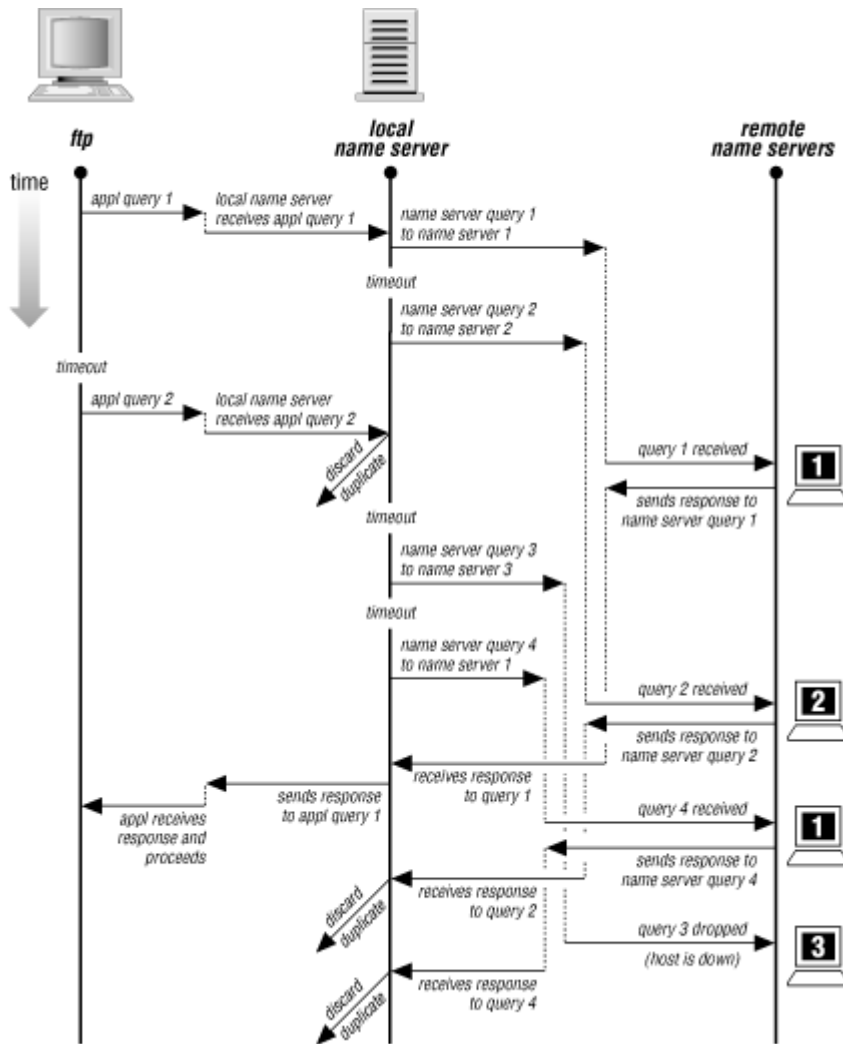 ftp
local
name server
remote
name servers
time
appl query 1
local name server
receives appl query 1
name server query 1
to name server 1
timeout
name server query 2
to name server 2
timeout
appl query 2
local name server
receives appl query 2
discard
duplicate
query 1 received
1
sends response to
name server query 1
timeout
name server query 3
to name server 3
timeout
name server query 4
to name server 1
query 2 received
2
sends response to
name server query 2
receives response
to query 1
sends response
to appl query 1
appl receives
response and
proceeds
query 4 received
1
sends response to
name server query 4
receives response
to query 2
discard
duplicate
query 3 dropped
(host is down)
3
receives response
to query 4
discard
duplicate